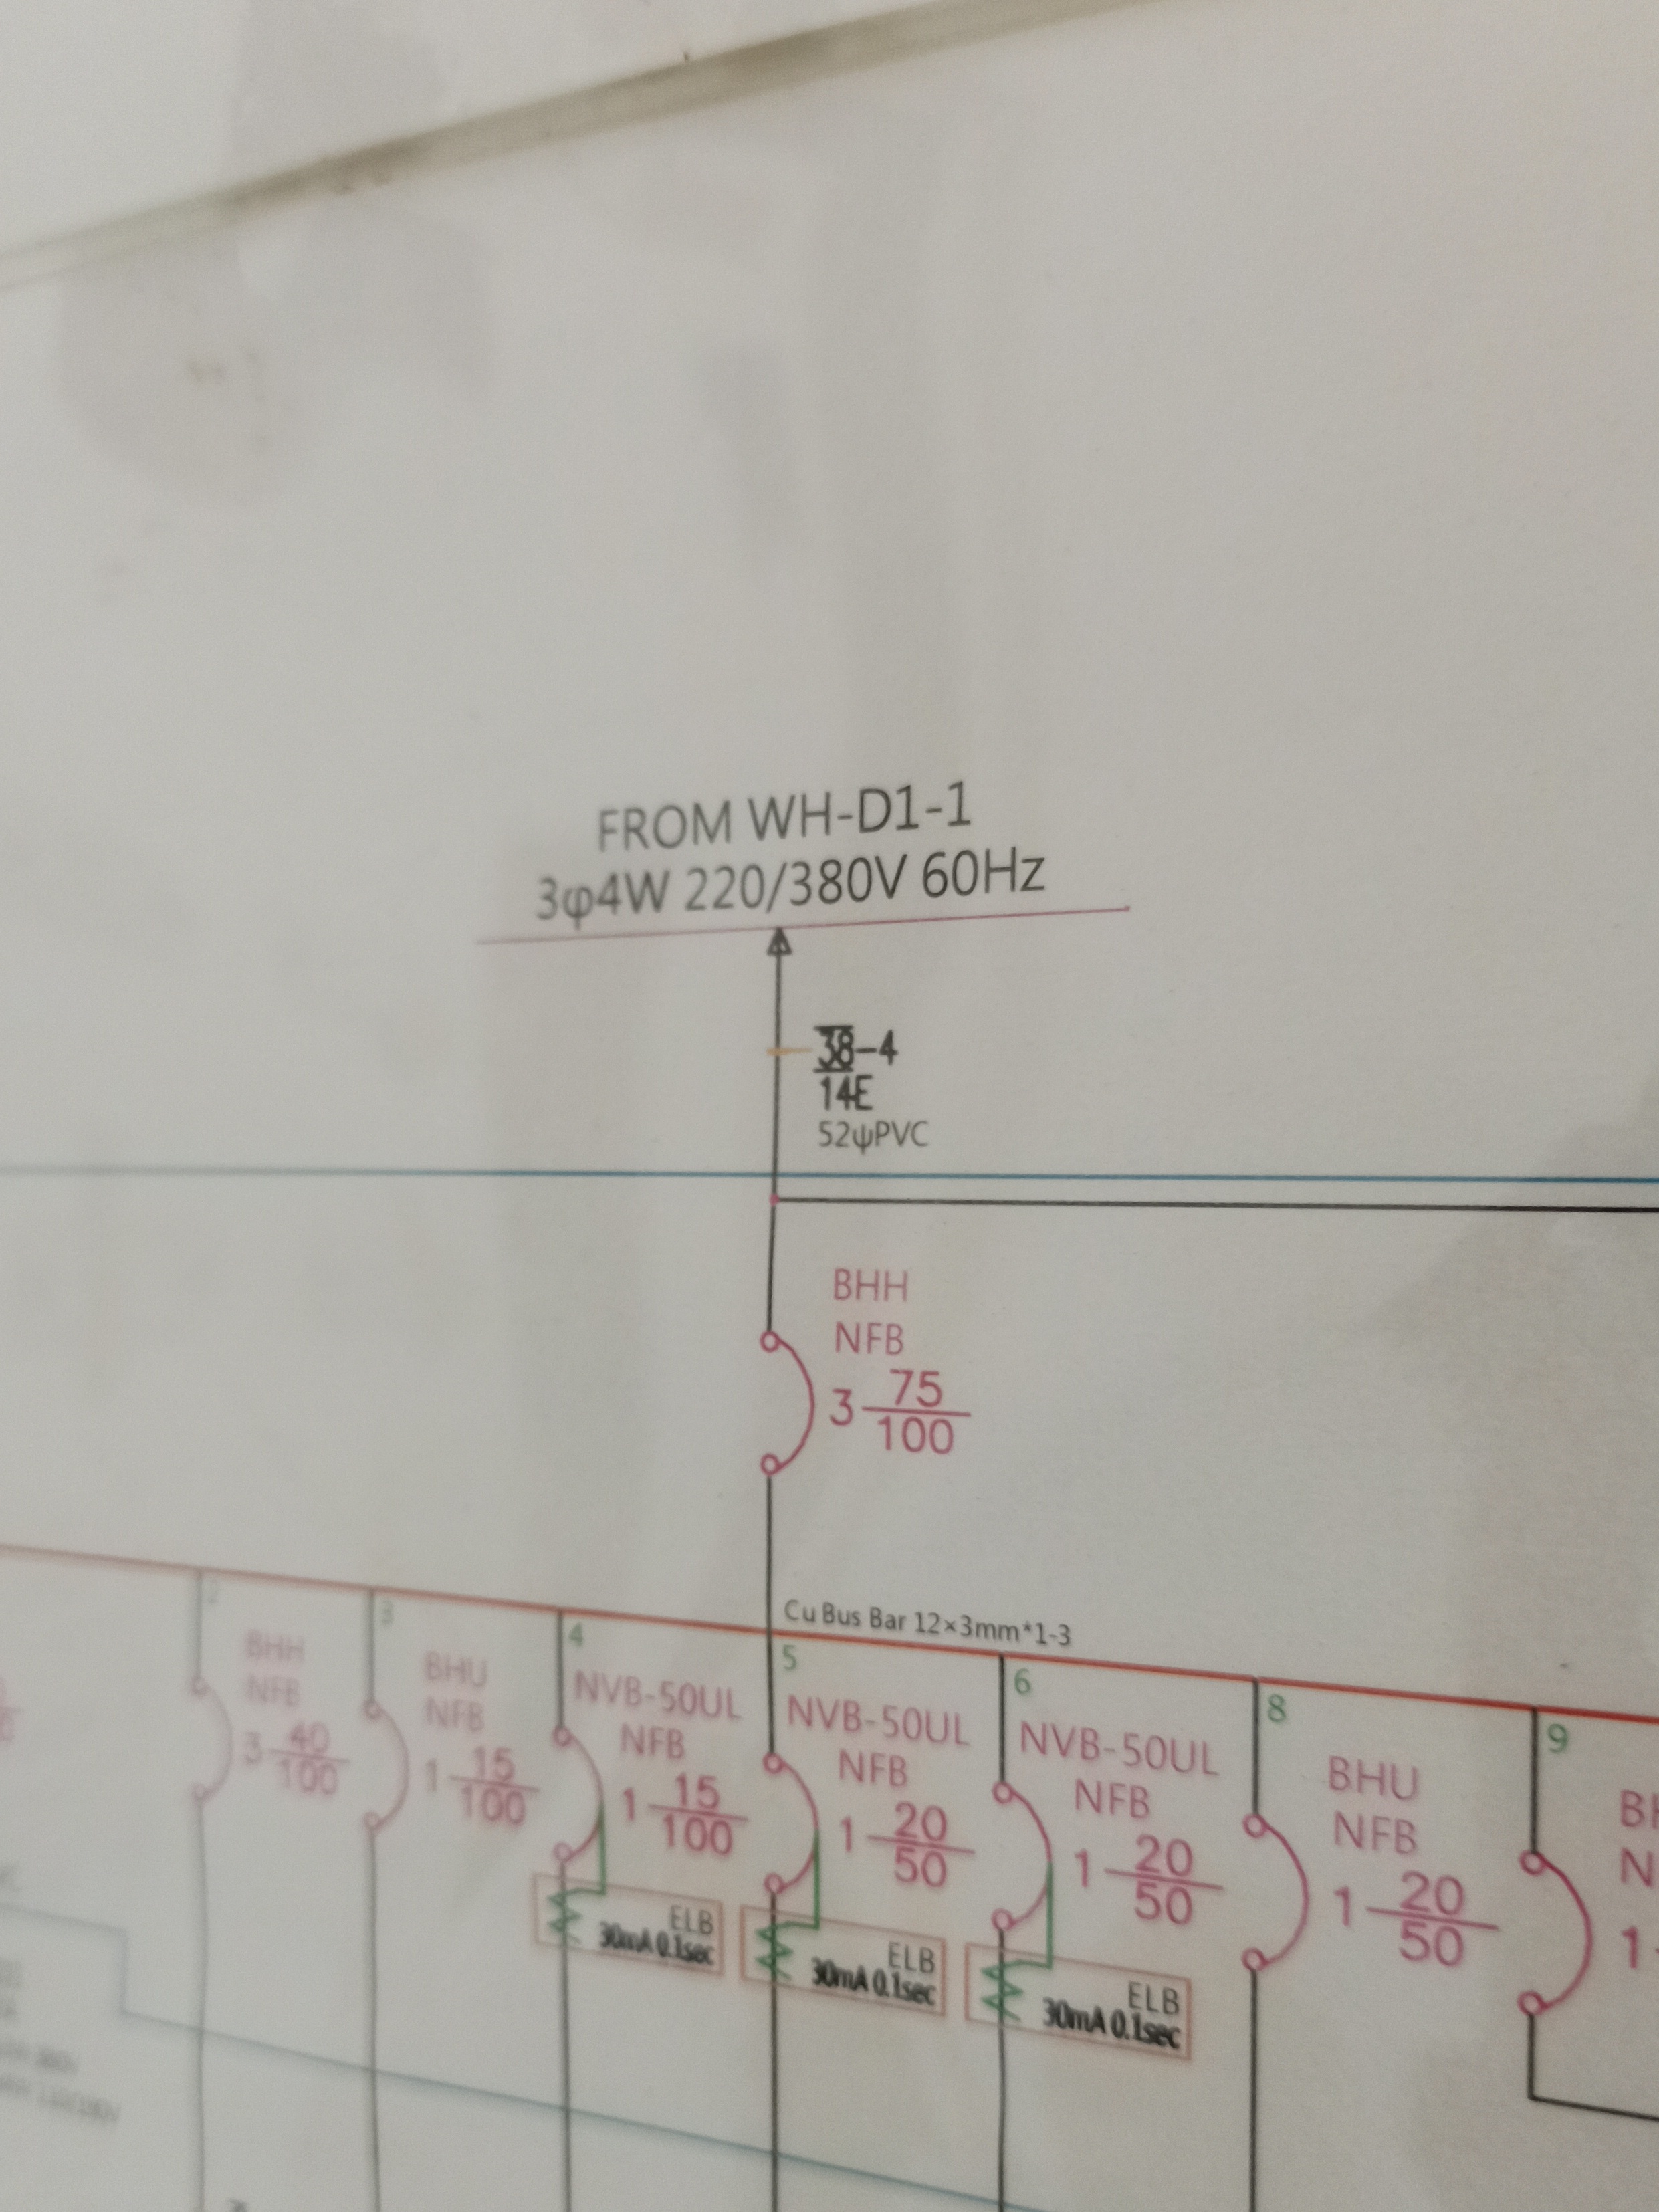 FROM WH-D1-1
3φ4W 220/380V 60Hz
38-4
14E
52ψPVC
BHH
NFB
3 75/100
Cu Bus Bar 12×3mm*1-3
2
BHH
NFB
3 40/100
3
BHU
NFB
1 15/100
4
NVB-50UL
NFB
1 15/100
ELB
30mA 0.1sec
5
NVB-50UL
NFB
1 20/50
ELB
30mA 0.1sec
6
NVB-50UL
NFB
1 20/50
ELB
30mA 0.1sec
8
BHU
NFB
1 20/50
9
1